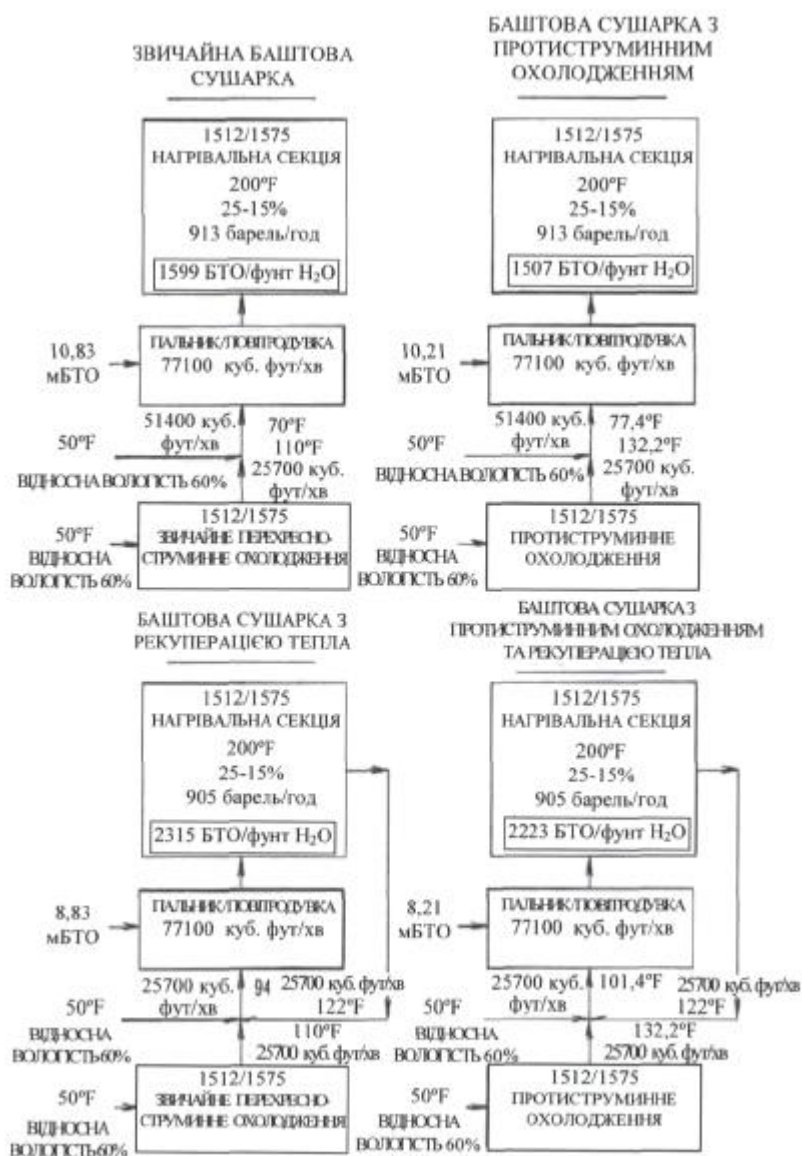 ЗВИЧАЙНА БАШТОВА
СУШАРКА
1512/1575
НАГРІВАЛЬНА СЕКЦІЯ
200°F
25-15%
913 барель/год
1599 БТО/фунт H₂O
10,83
мБТО
ПАЛЬНИК/ПОВІТРОДУВКА
77100 куб. фут/хв
51400 куб.
фут/хв
70°F
110°F
25700 куб.
фут/хв
50°F
ВІДНОСНА ВОЛОГІСТЬ 60%
1512/1575
ЗВИЧАЙНЕ ПЕРЕХРЕСНО-
СТРУМИННЕ ОХОЛОДЖЕННЯ
50°F
ВІДНОСНА
ВОЛОГІСТЬ 60%
БАШТОВА СУШАРКА З
ПРОТИСТРУМИННИМ
ОХОЛОДЖЕННЯМ
1512/1575
НАГРІВАЛЬНА СЕКЦІЯ
200°F
25-15%
913 барель/год
1507 БТО/фунт H₂O
10,21
мБТО
ПАЛЬНИК/ПОВІТРОДУВКА
77100 куб. фут/хв
51400 куб.
фут/хв
77,4°F
132,2°F
25700 куб.
фут/хв
50°F
ВІДНОСНА ВОЛОГІСТЬ 60%
1512/1575
ПРОТИСТРУМИННЕ
ОХОЛОДЖЕННЯ
50°F
ВІДНОСНА
ВОЛОГІСТЬ 60%
БАШТОВА СУШАРКА З
РЕКУПЕРАЦІЄЮ ТЕПЛА
1512/1575
НАГРІВАЛЬНА СЕКЦІЯ
200°F
25-15%
905 барель/год
2315 БТО/фунт H₂O
8,83
мБТО
ПАЛЬНИК/ПОВІТРОДУВКА
77100 куб. фут/хв
25700 куб.
фут/хв
94
25700 куб. фут/хв
122°F
110°F
25700 куб. фут/хв
50°F
ВІДНОСНА
ВОЛОГІСТЬ 60%
1512/1575
ЗВИЧАЙНЕ ПЕРЕХРЕСНО-
СТРУМИННЕ ОХОЛОДЖЕННЯ
50°F
ВІДНОСНА
ВОЛОГІСТЬ 60%
БАШТОВА СУШАРКА З
ПРОТИСТРУМИННИМ ОХОЛОДЖЕННЯМ
ТА РЕКУПЕРАЦІЄЮ ТЕПЛА
1512/1575
НАГРІВАЛЬНА СЕКЦІЯ
200°F
25-15%
905 барель/год
2223 БТО/фунт H₂O
8,21
мБТО
ПАЛЬНИК/ПОВІТРОДУВКА
77100 куб. фут/хв
25700 куб.
фут/хв
101,4°F
25700 куб. фут/хв
122°F
132,2°F
25700 куб. фут/хв
50°F
ВІДНОСНА
ВОЛОГІСТЬ 60%
1512/1575
ПРОТИСТРУМИННЕ
ОХОЛОДЖЕННЯ
50°F
ВІДНОСНА
ВОЛОГІСТЬ 60%